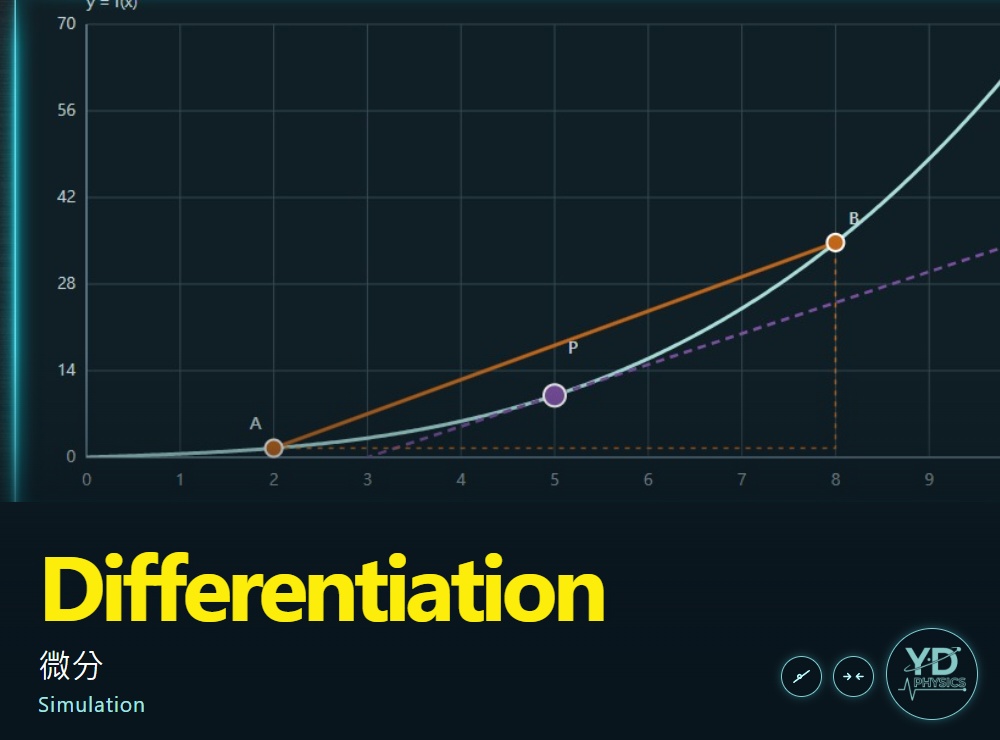 y = f(x)
70
56
42
28
14
0
B
P
A
0 1 2 3 4 5 6 7 8 9
Differentiation
微分
Simulation
YD
PHYSICS